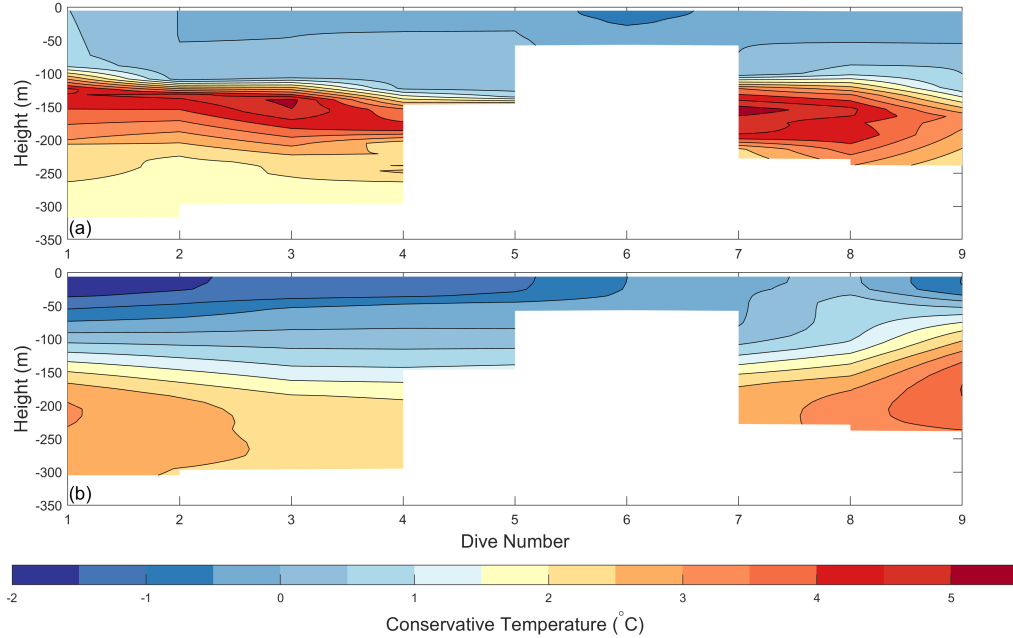 0
-50
-100
-150
-200
-250
-300
-350
Height (m)
(a)
1 2 3 4 5 6 7 8 9
0
-50
-100
-150
-200
-250
-300
-350
Height (m)
(b)
1 2 3 4 5 6 7 8 9
Dive Number
-2 -1 0 1 2 3 4 5
Conservative Temperature (°C)